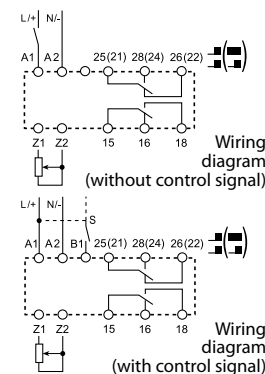 L/+ N/-
A1 A2 25(21) 28(24) 26(22)
Z1 Z2 15 16 18
Wiring
diagram
(without control signal)
L/+ N/-
S
A1 A2 B1 25(21) 28(24) 26(22)
Z1 Z2 15 16 18
Wiring
diagram
(with control signal)